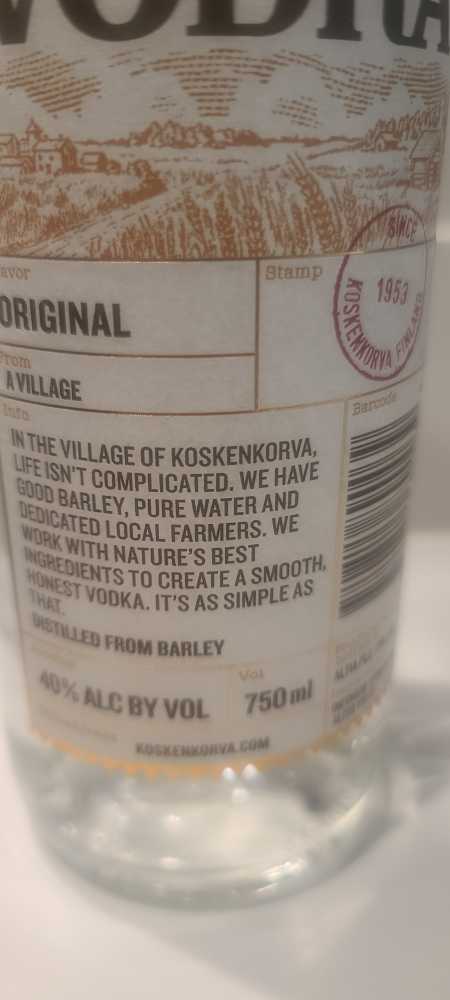 VODKA
Stamp
SINCE
1953
KOSKENKORVA FINLAND
ORIGINAL
From
A VILLAGE
Info
Barcode
IN THE VILLAGE OF KOSKENKORVA,
LIFE ISN'T COMPLICATED. WE HAVE
GOOD BARLEY, PURE WATER AND
DEDICATED LOCAL FARMERS. WE
WORK WITH NATURE'S BEST
INGREDIENTS TO CREATE A SMOOTH,
HONEST VODKA. IT'S AS SIMPLE AS
THAT.
DISTILLED FROM BARLEY
Vol
40% ALC BY VOL
750 ml
KOSKENKORVA.COM